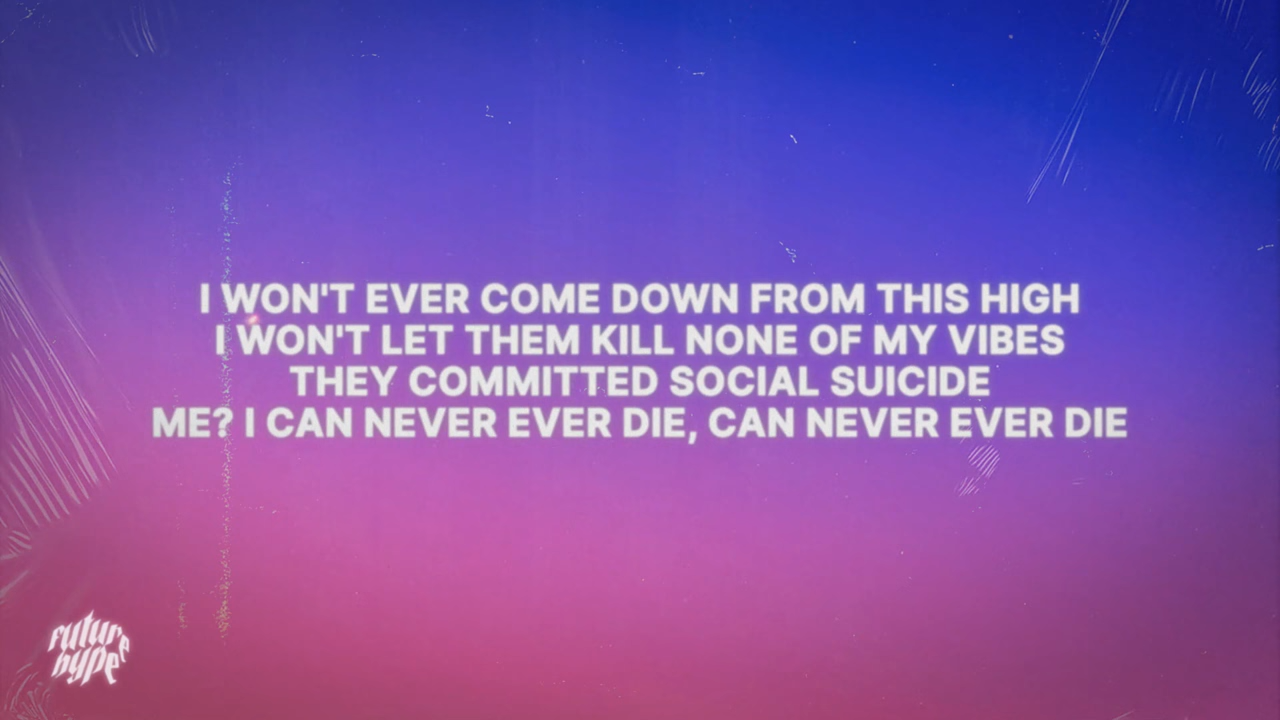 I WON'T EVER COME DOWN FROM THIS HIGH
I WON'T LET THEM KILL NONE OF MY VIBES
THEY COMMITTED SOCIAL SUICIDE
ME? I CAN NEVER EVER DIE, CAN NEVER EVER DIE
future
hype